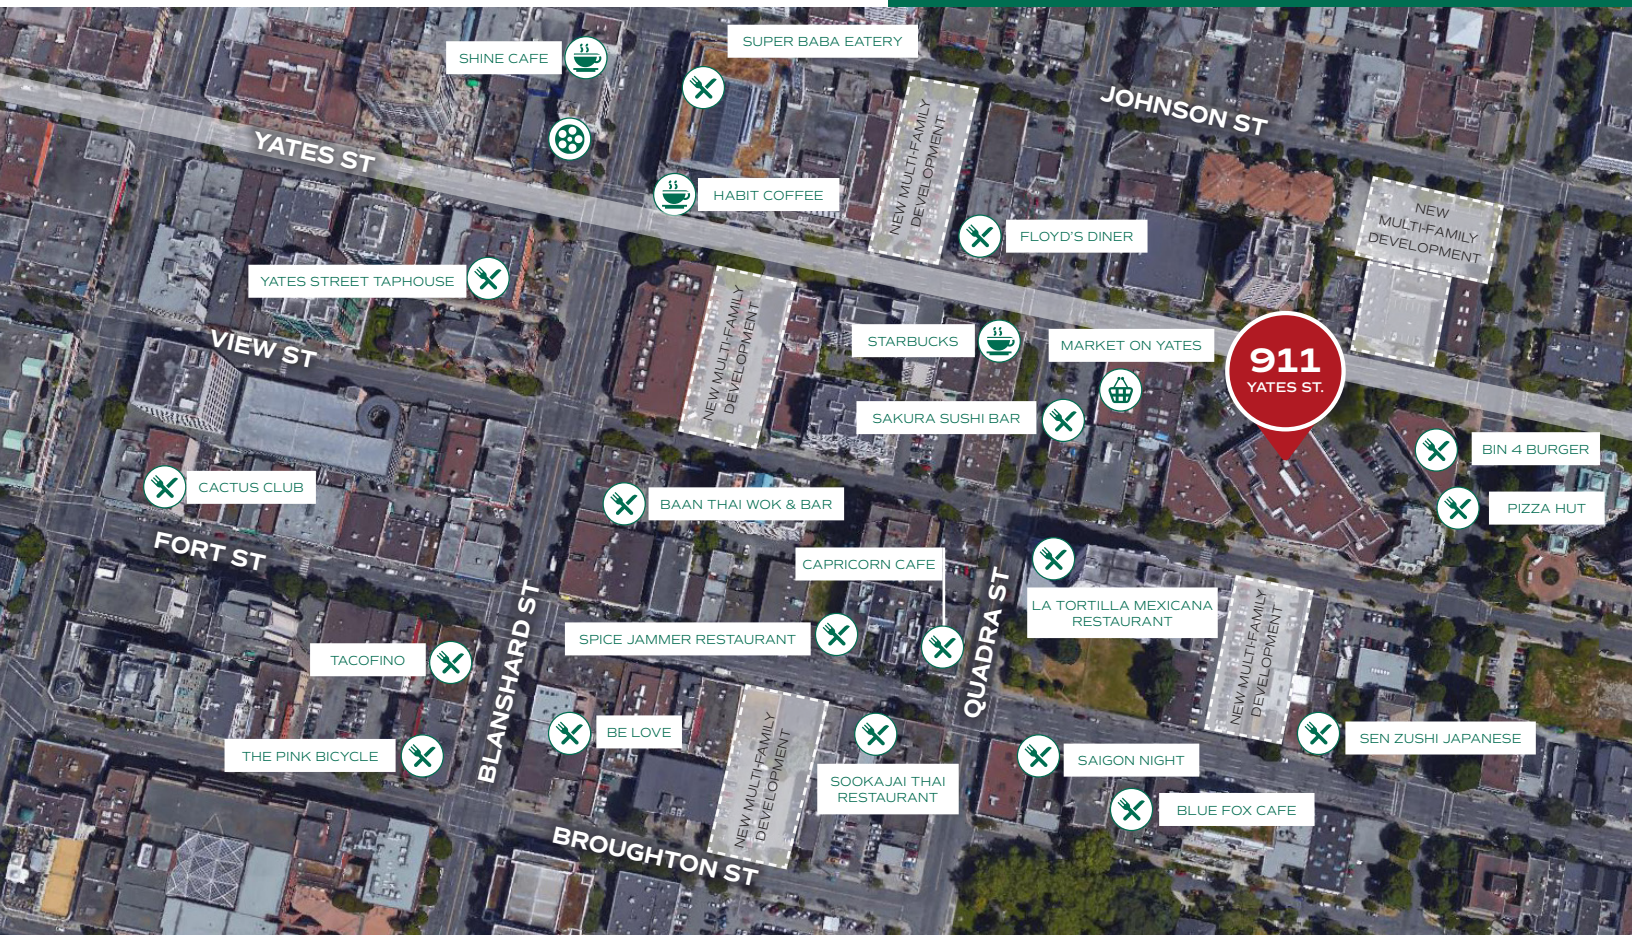 SUPER BABA EATERY
SHINE CAFE
JOHNSON ST
NEW MULTI-FAMILY
DEVELOPMENT
YATES ST
HABIT COFFEE
FLOYD'S DINER
NEW
MULTI-FAMILY
DEVELOPMENT
YATES STREET TAPHOUSE
NEW MULTI-FAMILY
DEVELOPMENT
VIEW ST
STARBUCKS
MARKET ON YATES
911
YATES ST.
SAKURA SUSHI BAR
BIN 4 BURGER
CACTUS CLUB
BAAN THAI WOK & BAR
PIZZA HUT
FORT ST
CAPRICORN CAFE
LA TORTILLA MEXICANA
RESTAURANT
NEW MULTI-FAMILY
DEVELOPMENT
BLANSHARD ST
QUADRA ST
SPICE JAMMER RESTAURANT
TACOFINO
BE LOVE
SEN ZUSHI JAPANESE
THE PINK BICYCLE
NEW MULTI-FAMILY
DEVELOPMENT
SAIGON NIGHT
SOOKAJAI THAI
RESTAURANT
BLUE FOX CAFE
BROUGHTON ST